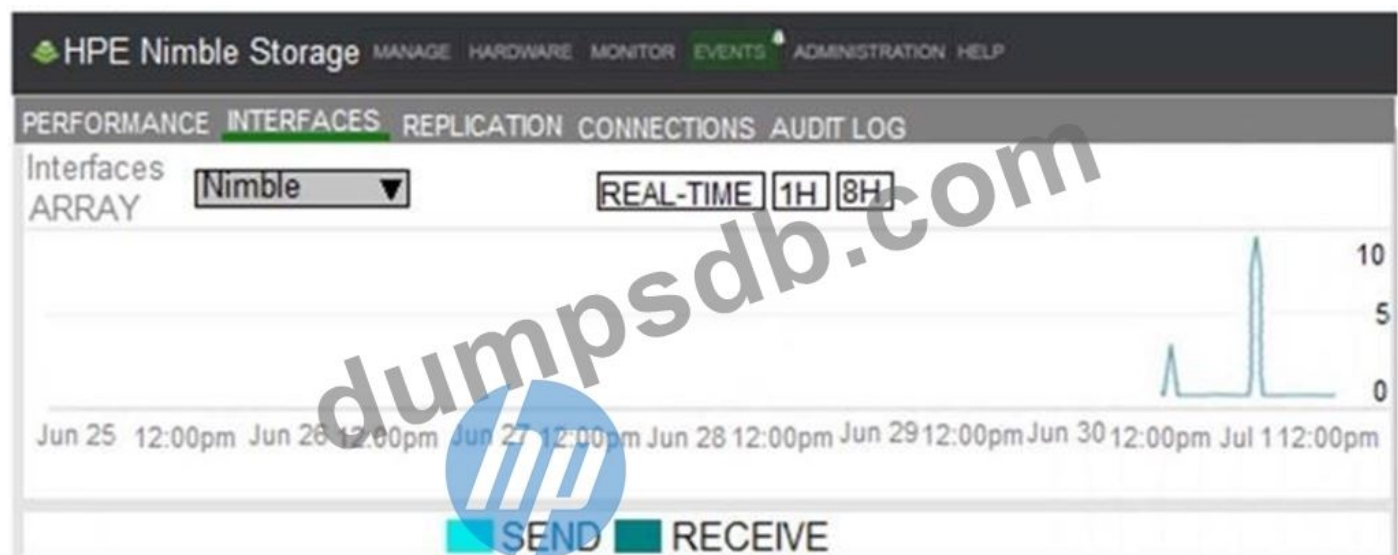 HPE Nimble Storage MANAGE HARDWARE MONITOR EVENTS ADMINISTRATION HELP
PERFORMANCE INTERFACES REPLICATION CONNECTIONS AUDIT LOG
Interfaces
ARRAY Nimble REAL-TIME 1H 8H
10
5
0
Jun 25 12:00pm Jun 26 12:00pm Jun 27 12:00pm Jun 28 12:00pm Jun 29 12:00pm Jun 30 12:00pm Jul 1 12:00pm
SEND RECEIVE
dumpsdb.com
hp